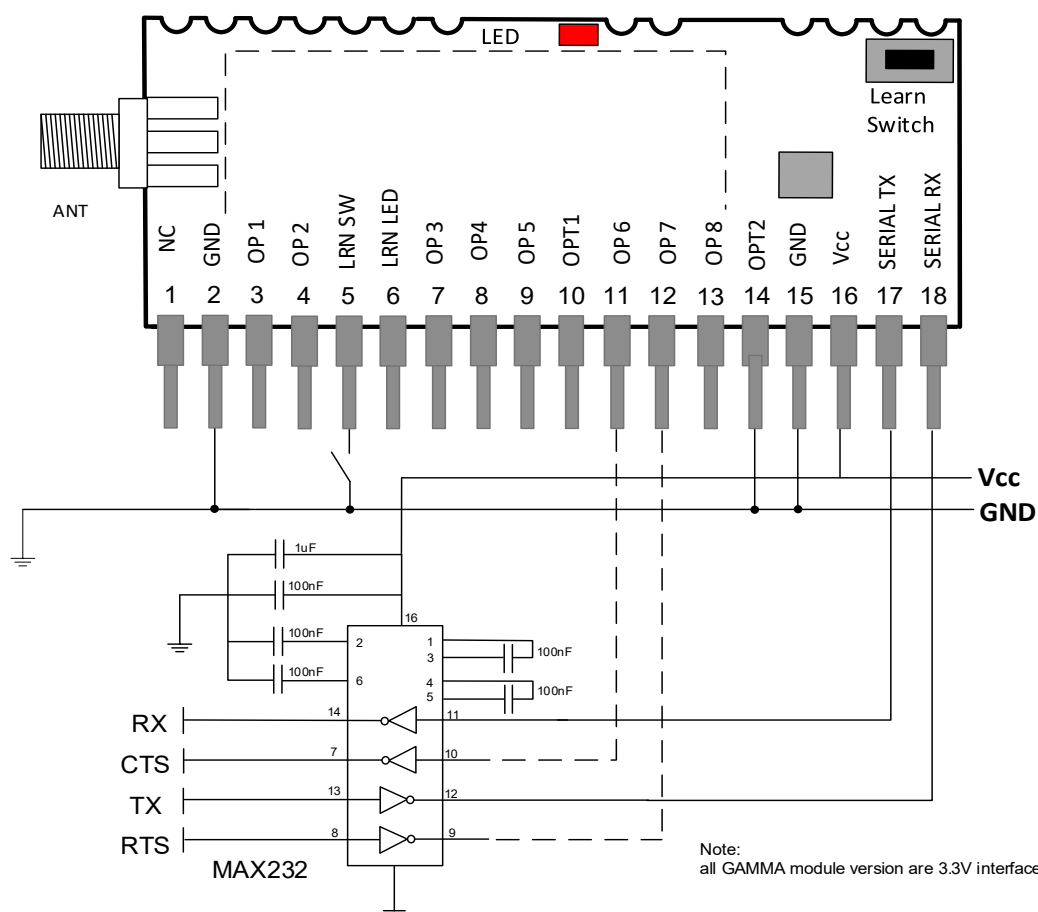 LED
Learn
Switch
ANT
NC
GND
OP 1
OP 2
LRN SW
LRN LED
OP 3
OP4
OP 5
OPT1
OP 6
OP 7
OP 8
OPT2
GND
Vcc
SERIAL TX
SERIAL RX
1 2 3 4 5 6 7 8 9 10 11 12 13 14 15 16 17 18
Vcc
GND
1uF
100nF
16
100nF 2 1
3 100nF
100nF 6 4
5 100nF
RX 14 11
CTS 7 10
TX 13 12
RTS 8 9
MAX232
Note:
all GAMMA module version are 3.3V interface